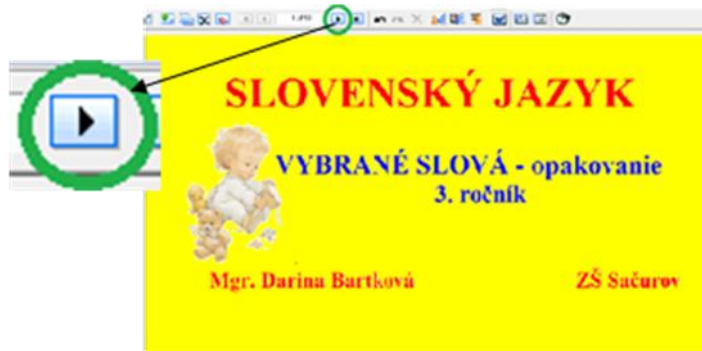 SLOVENSKÝ JAZYK
VYBRANÉ SLOVÁ - opakovanie
3. ročník
Mgr. Darina Bartková
ZŠ Sačurov